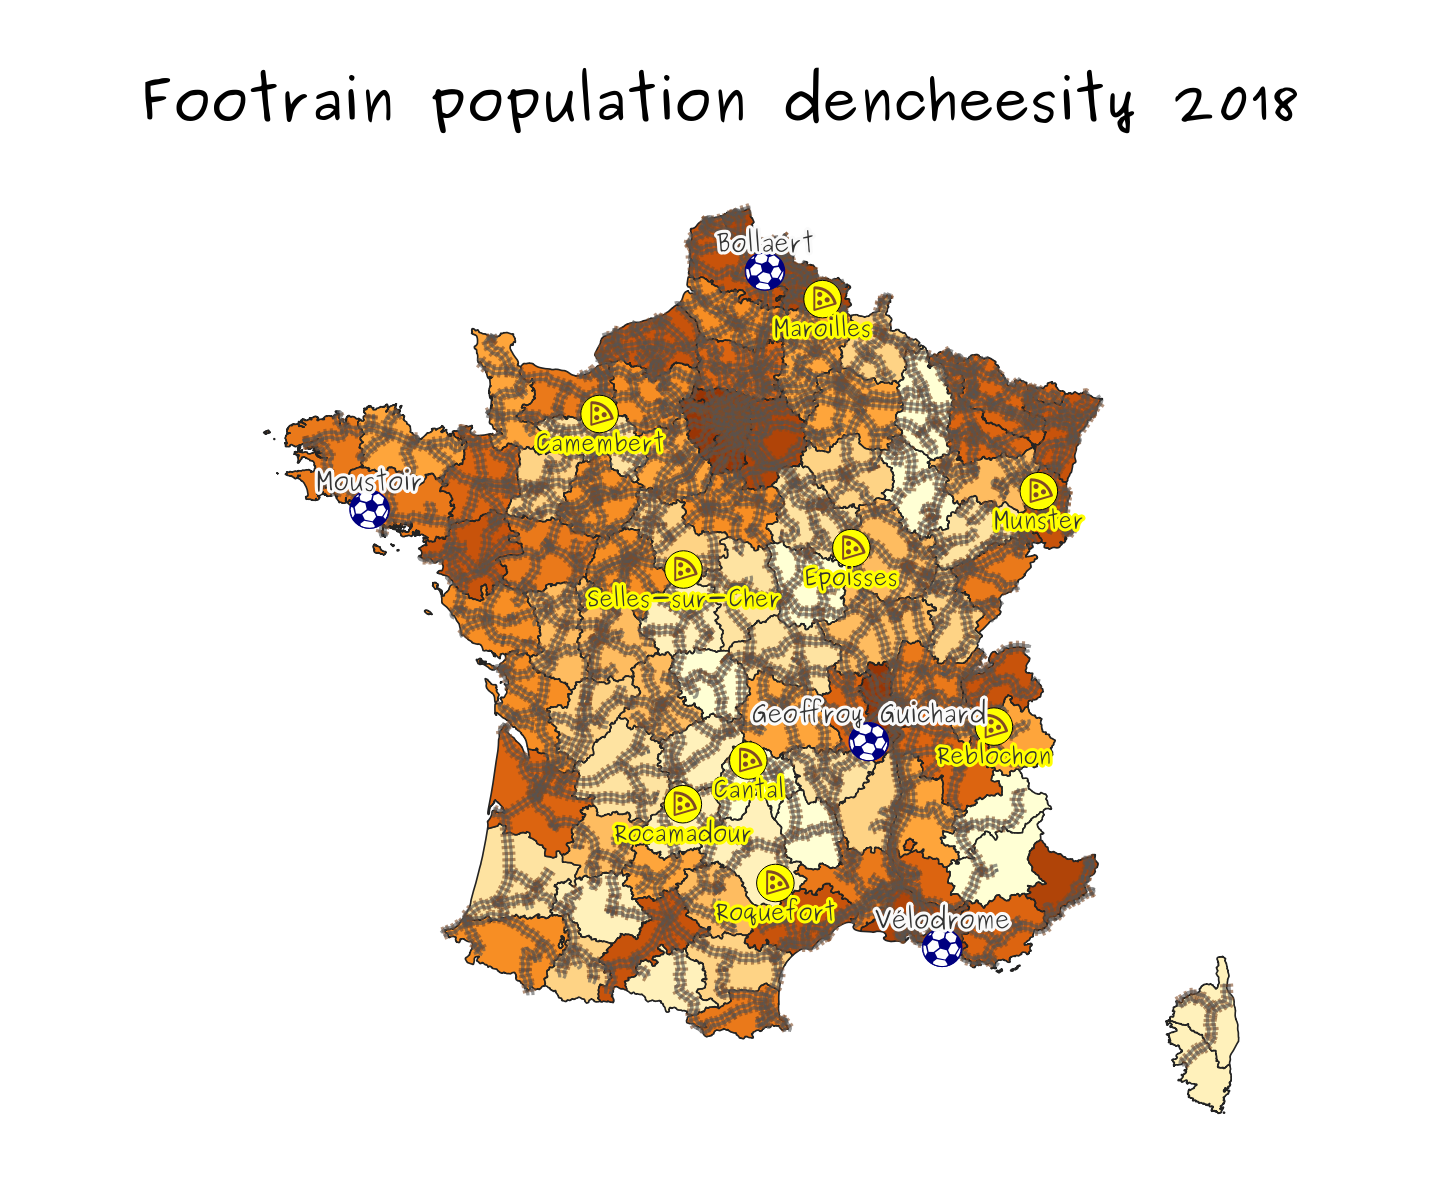 Footrain population dencheesity 2018
Bollaert
Maroilles
Camembert
Moustoir
Munster
Epoisses
Selles-sur-Cher
Geoffroy Guichard
Reblochon
Cantal
Rocamadour
Roquefort
Vélodrome